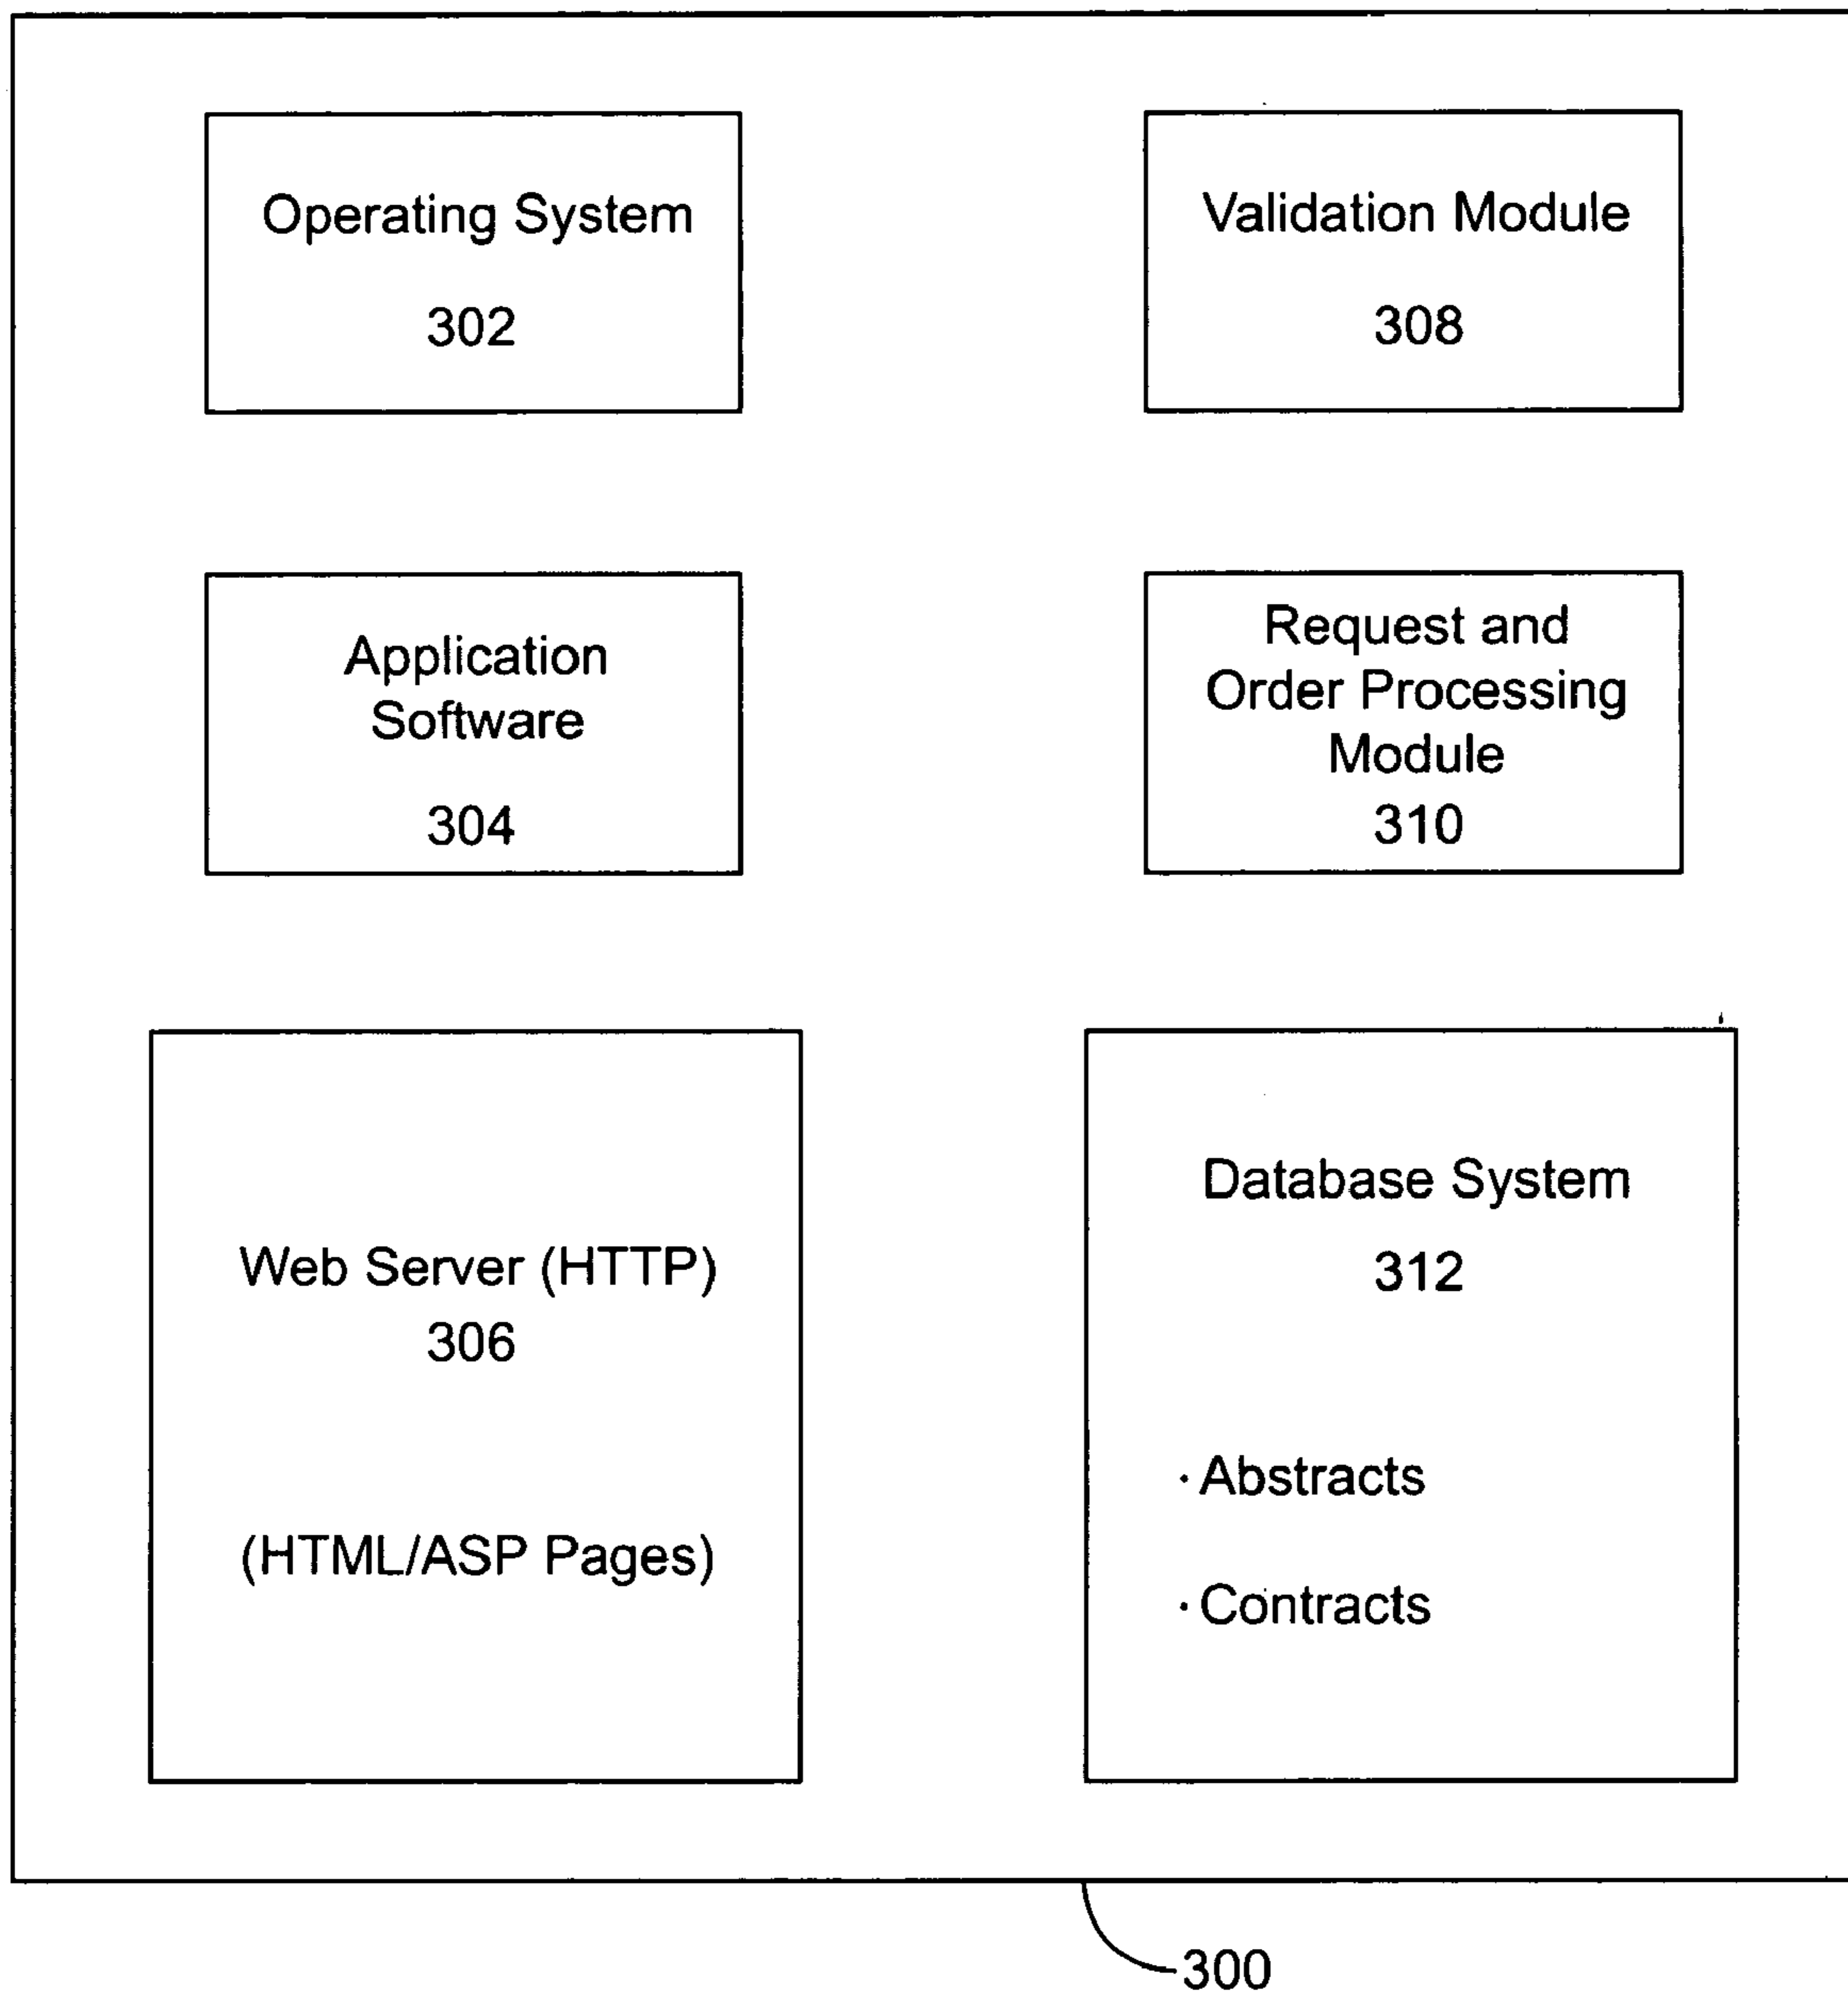 Operating System
302
Validation Module
308
Application
Software
304
Request and
Order Processing
Module
310
Web Server (HTTP)
306
(HTML/ASP Pages)
Database System
312
· Abstracts
· Contracts
300